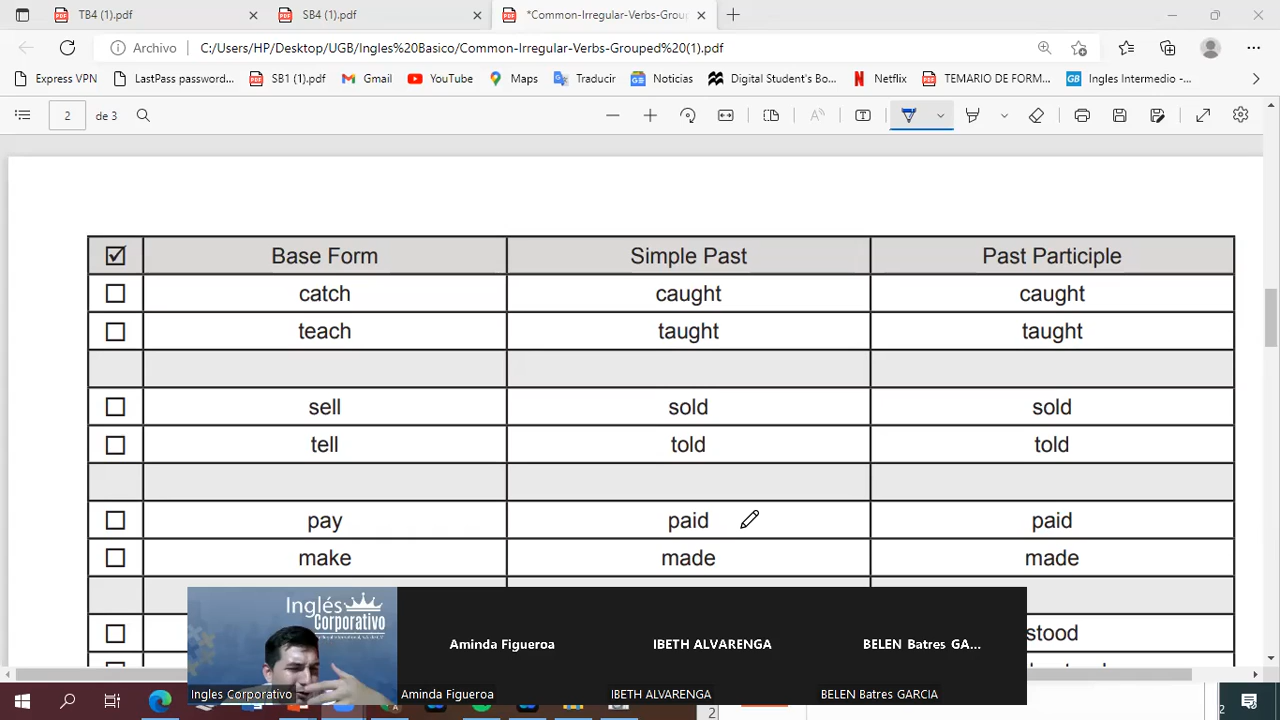 TB4 (1).pdf
SB4 (1).pdf
*Common-Irregular-Verbs-Group
Archivo
C:/Users/HP/Desktop/UGB/Ingles%20Basico/Common-Irregular-Verbs-Grouped%20(1).pdf
Express VPN
LastPass password...
SB1 (1).pdf
Gmail
YouTube
Maps
Traducir
Noticias
Digital Student's Bo...
Netflix
TEMARIO DE FORM...
Ingles Intermedio -...
2 de 3
Base Form Simple Past Past Participle
catch caught caught
teach taught taught
sell sold sold
tell told told
pay paid paid
make made made
stood
Inglés
Corporativo
Aminda Figueroa
IBETH ALVARENGA
BELEN Batres GA...
Ingles Corporativo
Aminda Figueroa
IBETH ALVARENGA
BELEN Batres GARCIA
2
2